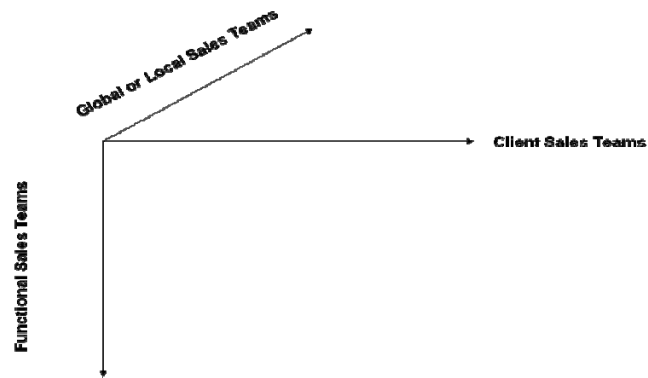 Global or Local Sales Teams
Client Sales Teams
Functional Sales Teams